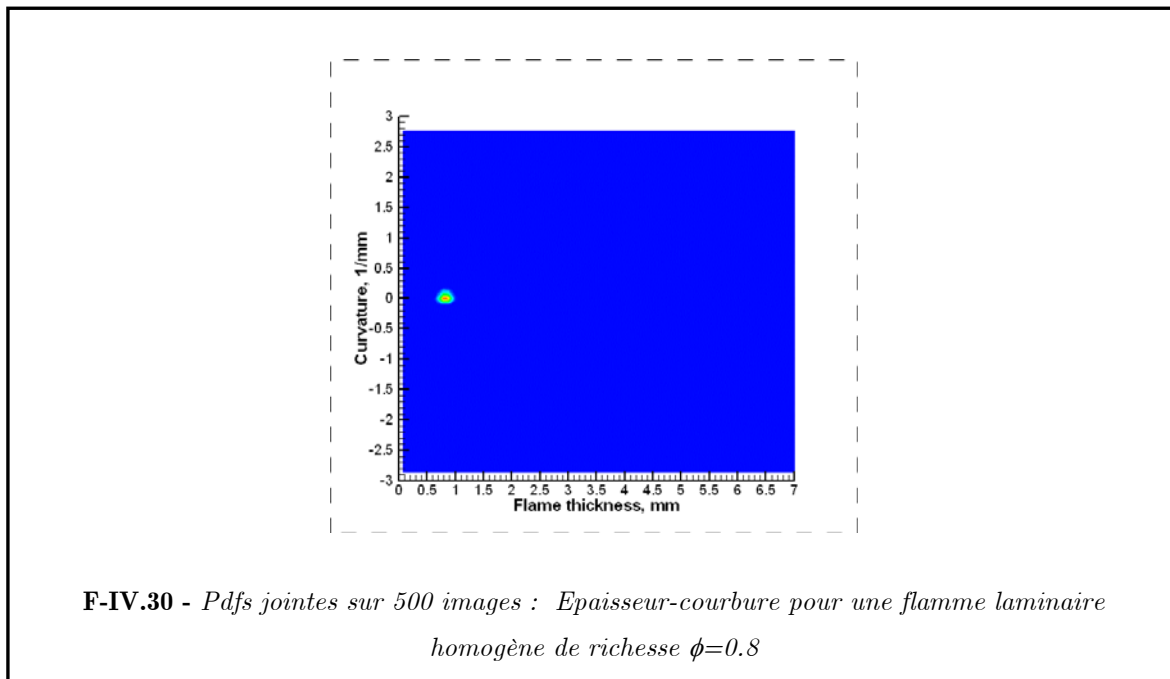 3
2.5
2
1.5
1
0.5
0
-0.5
-1
-1.5
-2
-2.5
-3
Curvature, 1/mm
0 0.5 1 1.5 2 2.5 3 3.5 4 4.5 5 5.5 6 6.5 7
Flame thickness, mm
F-IV.30 - Pdfs jointes sur 500 images : Epaisseur-courbure pour une flamme laminaire
homogène de richesse ϕ=0.8